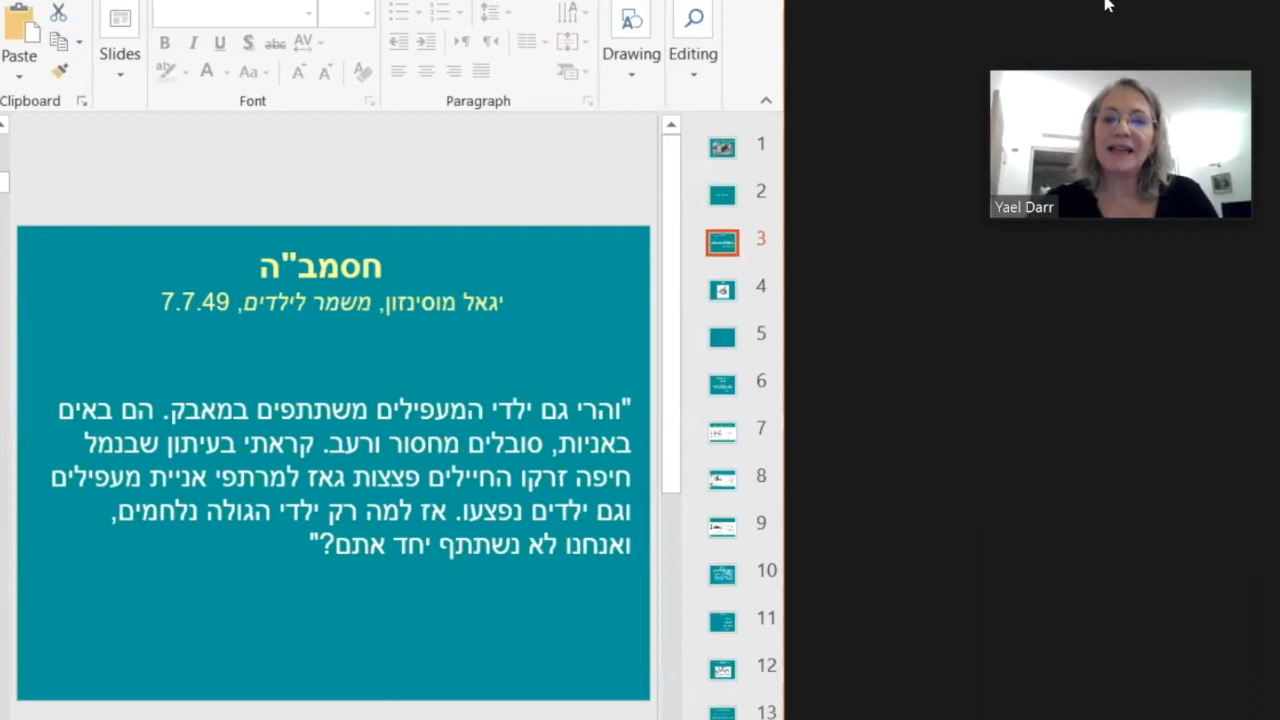 Paste
Slides
Drawing
Editing
B I U S abc AV
A Aa A A
Clipboard
Font
Paragraph
חסמב"ה
יגאל מוסינזון, משמר לילדים, 7.7.49
"והרי גם ילדי המעפילים משתתפים במאבק. הם באים
באניות, סובלים מחסור ורעב. קראתי בעיתון שבנמל
חיפה זרקו החיילים פצצות גאז למרתפי אניית מעפילים
וגם ילדים נפצעו. אז למה רק ילדי הגולה נלחמים,
ואנחנו לא נשתתף יחד אתם?"
1
2
3
4
5
6
7
8
9
10
11
12
13
Yael Darr